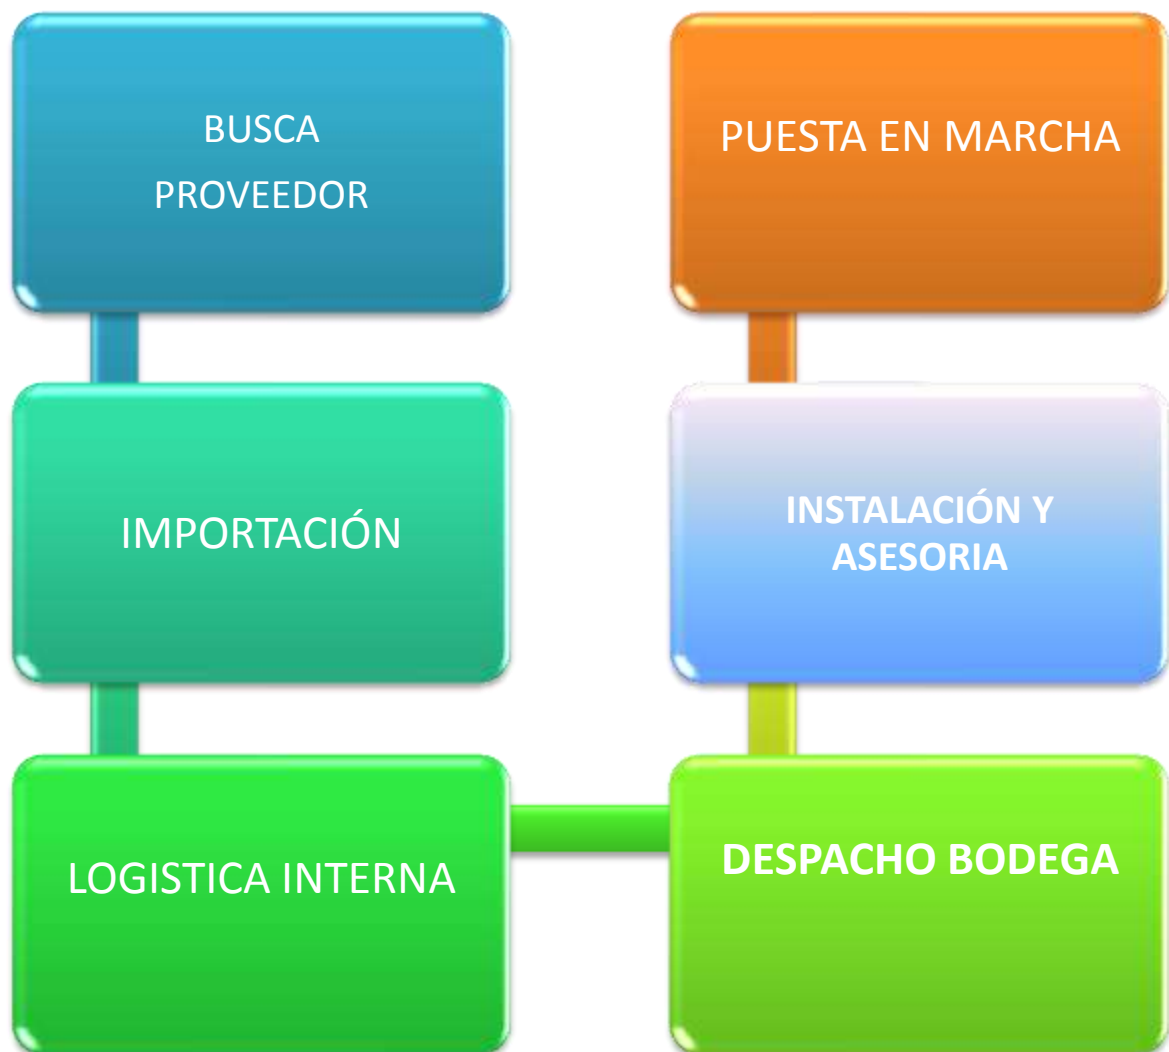 BUSCA
PROVEEDOR
IMPORTACIÓN
LOGISTICA INTERNA
DESPACHO BODEGA
INSTALACIÓN Y
ASESORIA
PUESTA EN MARCHA